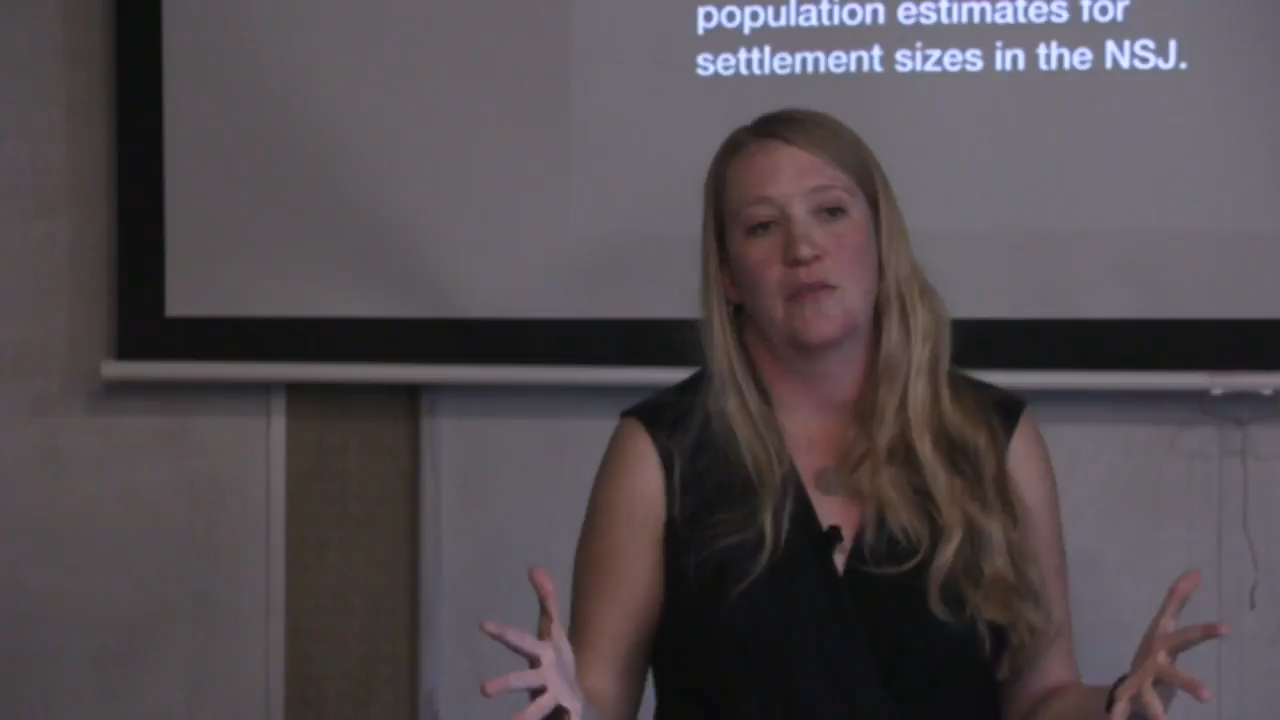 population estimates for
settlement sizes in the NSJ.